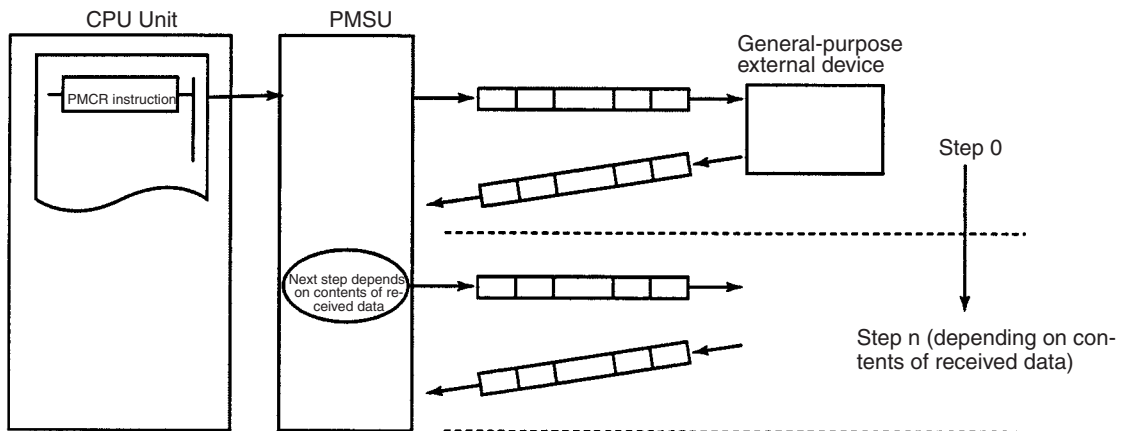 CPU Unit
PMSU
General-purpose
external device
PMCR instruction
Step 0
Next step depends
on contents of re-
ceived data
Step n (depending on con-
tents of received data)